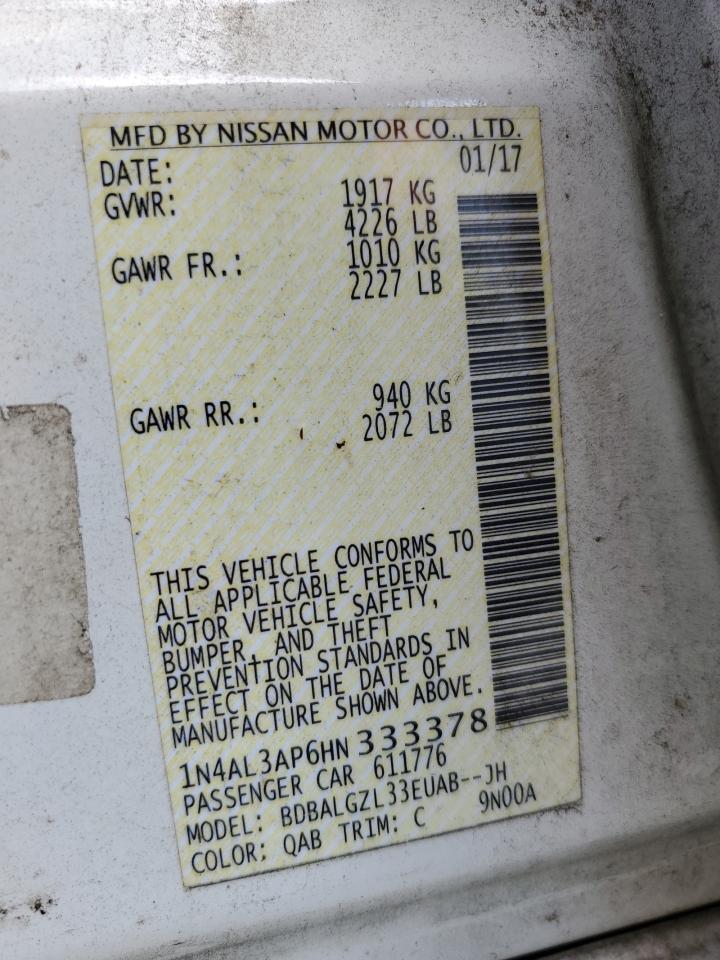 MFD BY NISSAN MOTOR CO., LTD.
DATE: 01/17
GVWR: 1917 KG
4226 LB
GAWR FR.: 1010 KG
2227 LB
GAWR RR.: 940 KG
2072 LB
THIS VEHICLE CONFORMS TO
ALL APPLICABLE FEDERAL
MOTOR VEHICLE SAFETY,
BUMPER, AND THEFT
PREVENTION STANDARDS IN
EFFECT ON THE DATE OF
MANUFACTURE SHOWN ABOVE.
1N4AL3AP6HN 333378
PASSENGER CAR 611776
MODEL: BDBALGZL33EUAB--JH
COLOR: QAB TRIM: C 9N00A